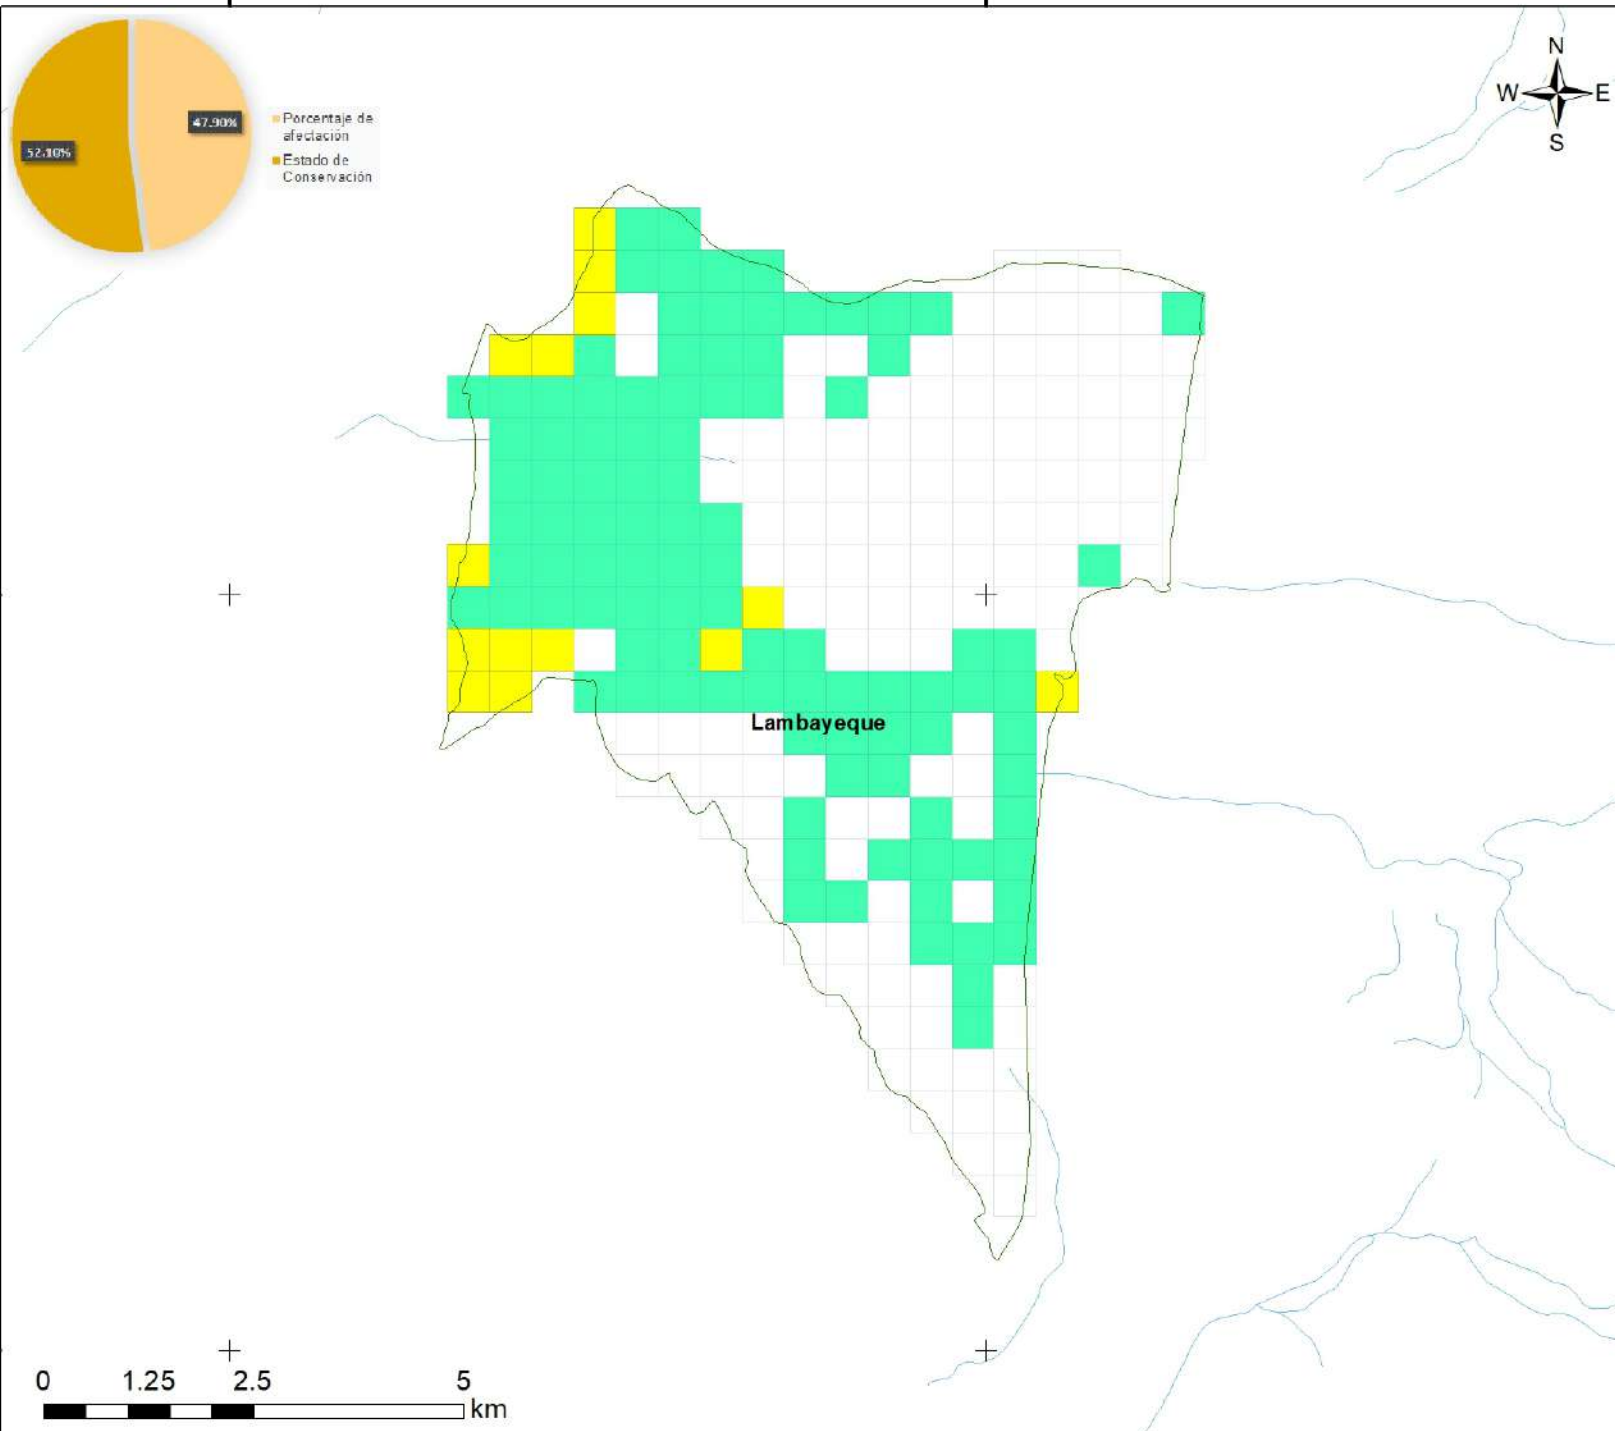 47.90%
52.10%
Porcentaje de
afectación
Estado de
Conservación
N
W E
S
Lambayeque
0 1.25 2.5 5
km